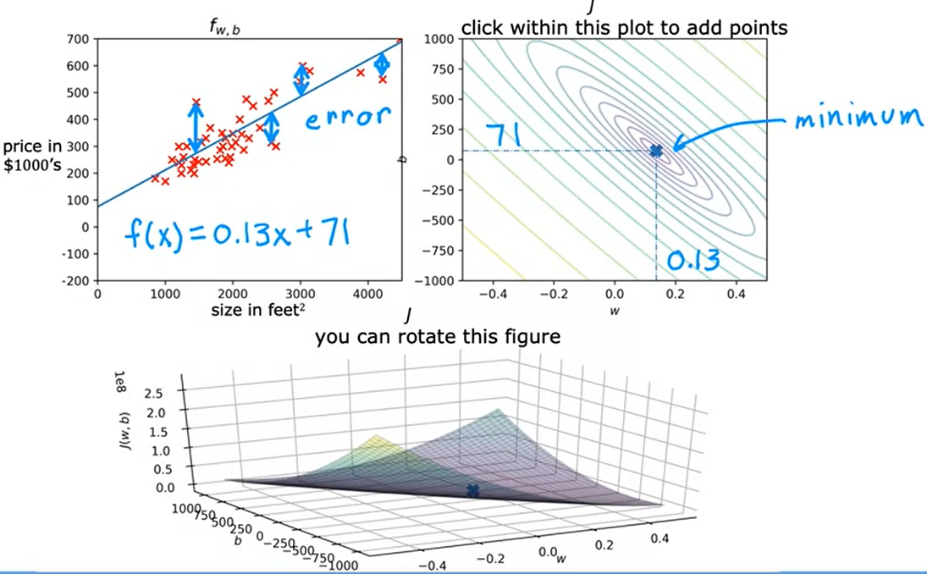 f_{w,b}
700
600
500
400
300
200
100
0
-100
-200
price in
$1000's
error
f(x)=0.13x+71
0 1000 2000 3000 4000
size in feet²
J
click within this plot to add points
1000
750
500
250
0
−250
−500
−750
−1000
b
71
minimum
0.13
−0.4 −0.2 0.0 0.2 0.4
w
J
you can rotate this figure
1e8
J(w,b)
2.5
2.0
1.5
1.0
0.5
0.0
1000 750 500 250 0 −250 −500 −750 −1000
b
−0.4 −0.2 0.0 0.2 0.4
w